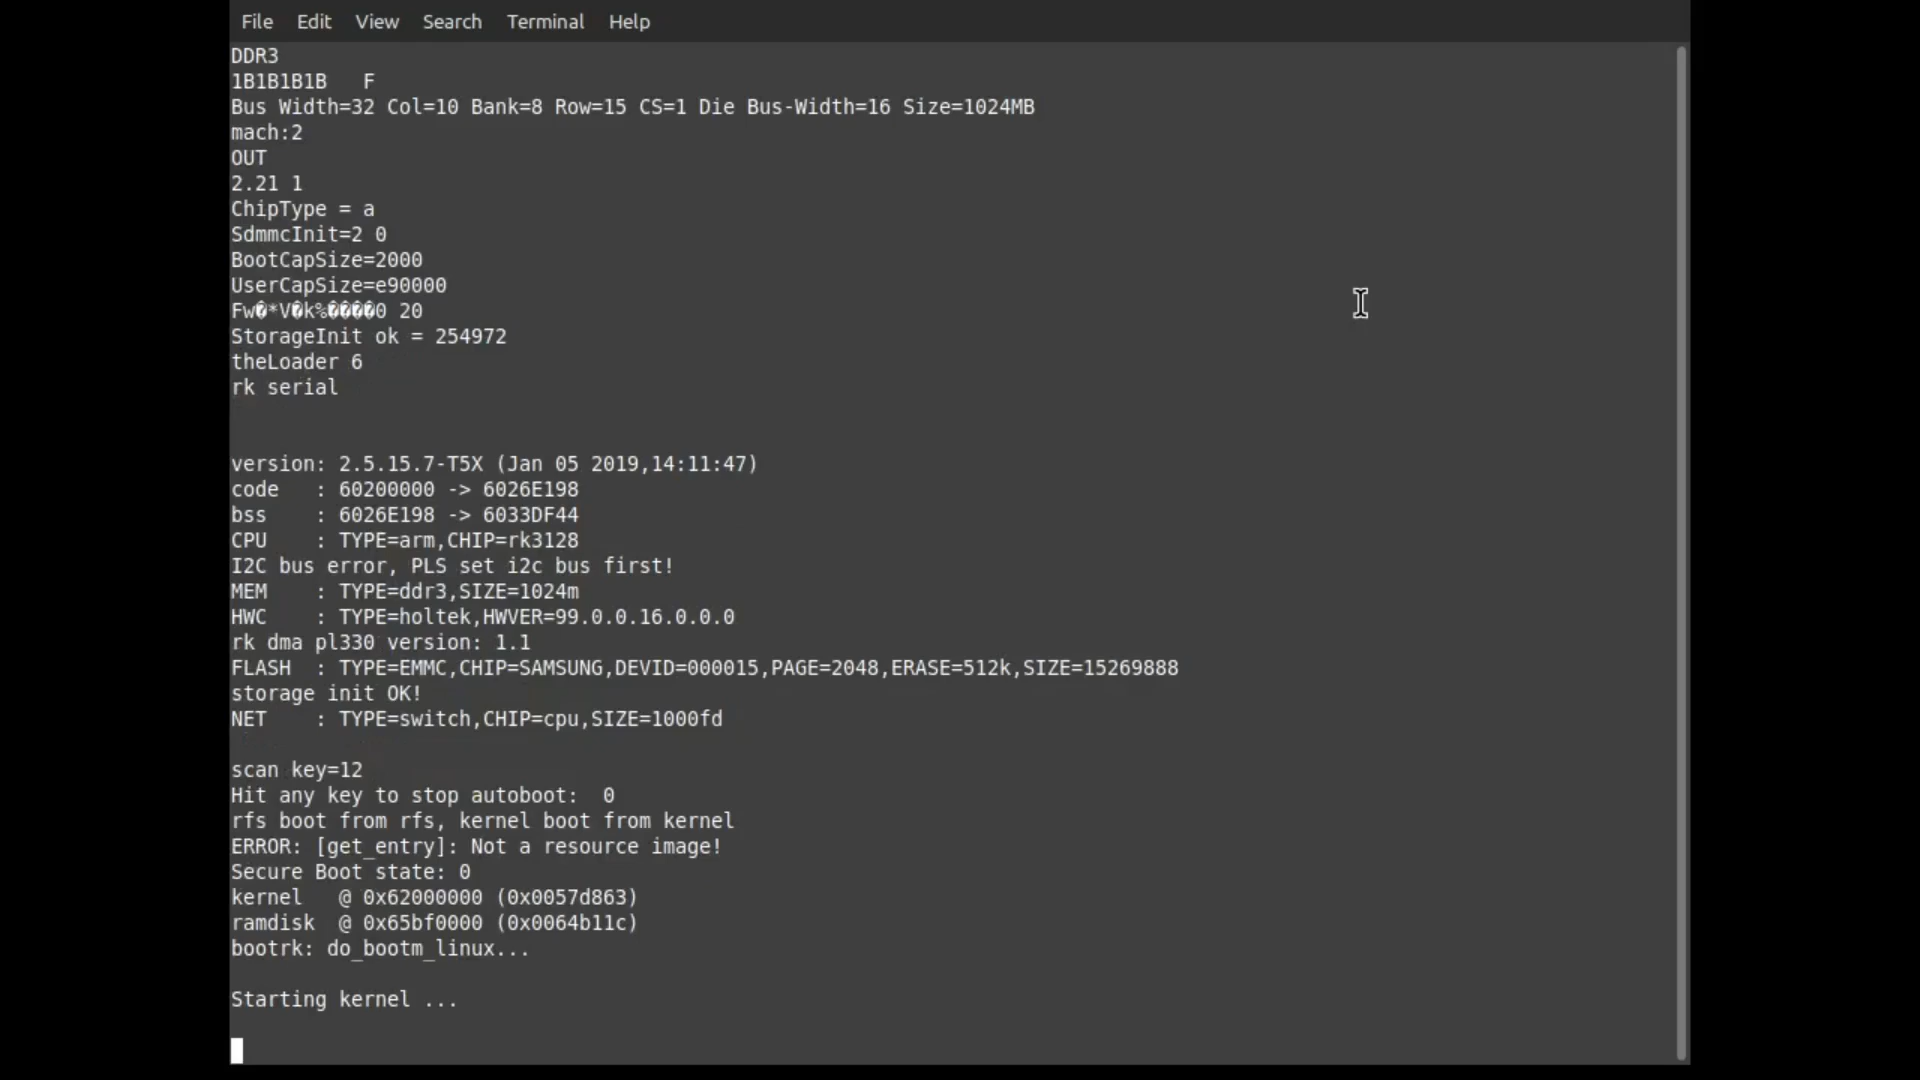 File Edit View Search Terminal Help
DDR3
1B1B1B1B   F
Bus Width=32 Col=10 Bank=8 Row=15 CS=1 Die Bus-Width=16 Size=1024MB
mach:2
OUT
2.21 1
ChipType = a
SdmmcInit=2 0
BootCapSize=2000
UserCapSize=e90000
Fw�*V�k%����0 20
StorageInit ok = 254972
theLoader 6
rk serial
version: 2.5.15.7-T5X (Jan 05 2019,14:11:47)
code   : 60200000 -> 6026E198
bss    : 6026E198 -> 6033DF44
CPU    : TYPE=arm,CHIP=rk3128
I2C bus error, PLS set i2c bus first!
MEM    : TYPE=ddr3,SIZE=1024m
HWC    : TYPE=holtek,HWVER=99.0.0.16.0.0.0
rk dma pl330 version: 1.1
FLASH  : TYPE=EMMC,CHIP=SAMSUNG,DEVID=000015,PAGE=2048,ERASE=512k,SIZE=15269888
storage init OK!
NET    : TYPE=switch,CHIP=cpu,SIZE=1000fd
scan key=12
Hit any key to stop autoboot:  0
rfs boot from rfs, kernel boot from kernel
ERROR: [get_entry]: Not a resource image!
Secure Boot state: 0
kernel   @ 0x62000000 (0x0057d863)
ramdisk  @ 0x65bf0000 (0x0064b11c)
bootrk: do_bootm_linux...
Starting kernel ...